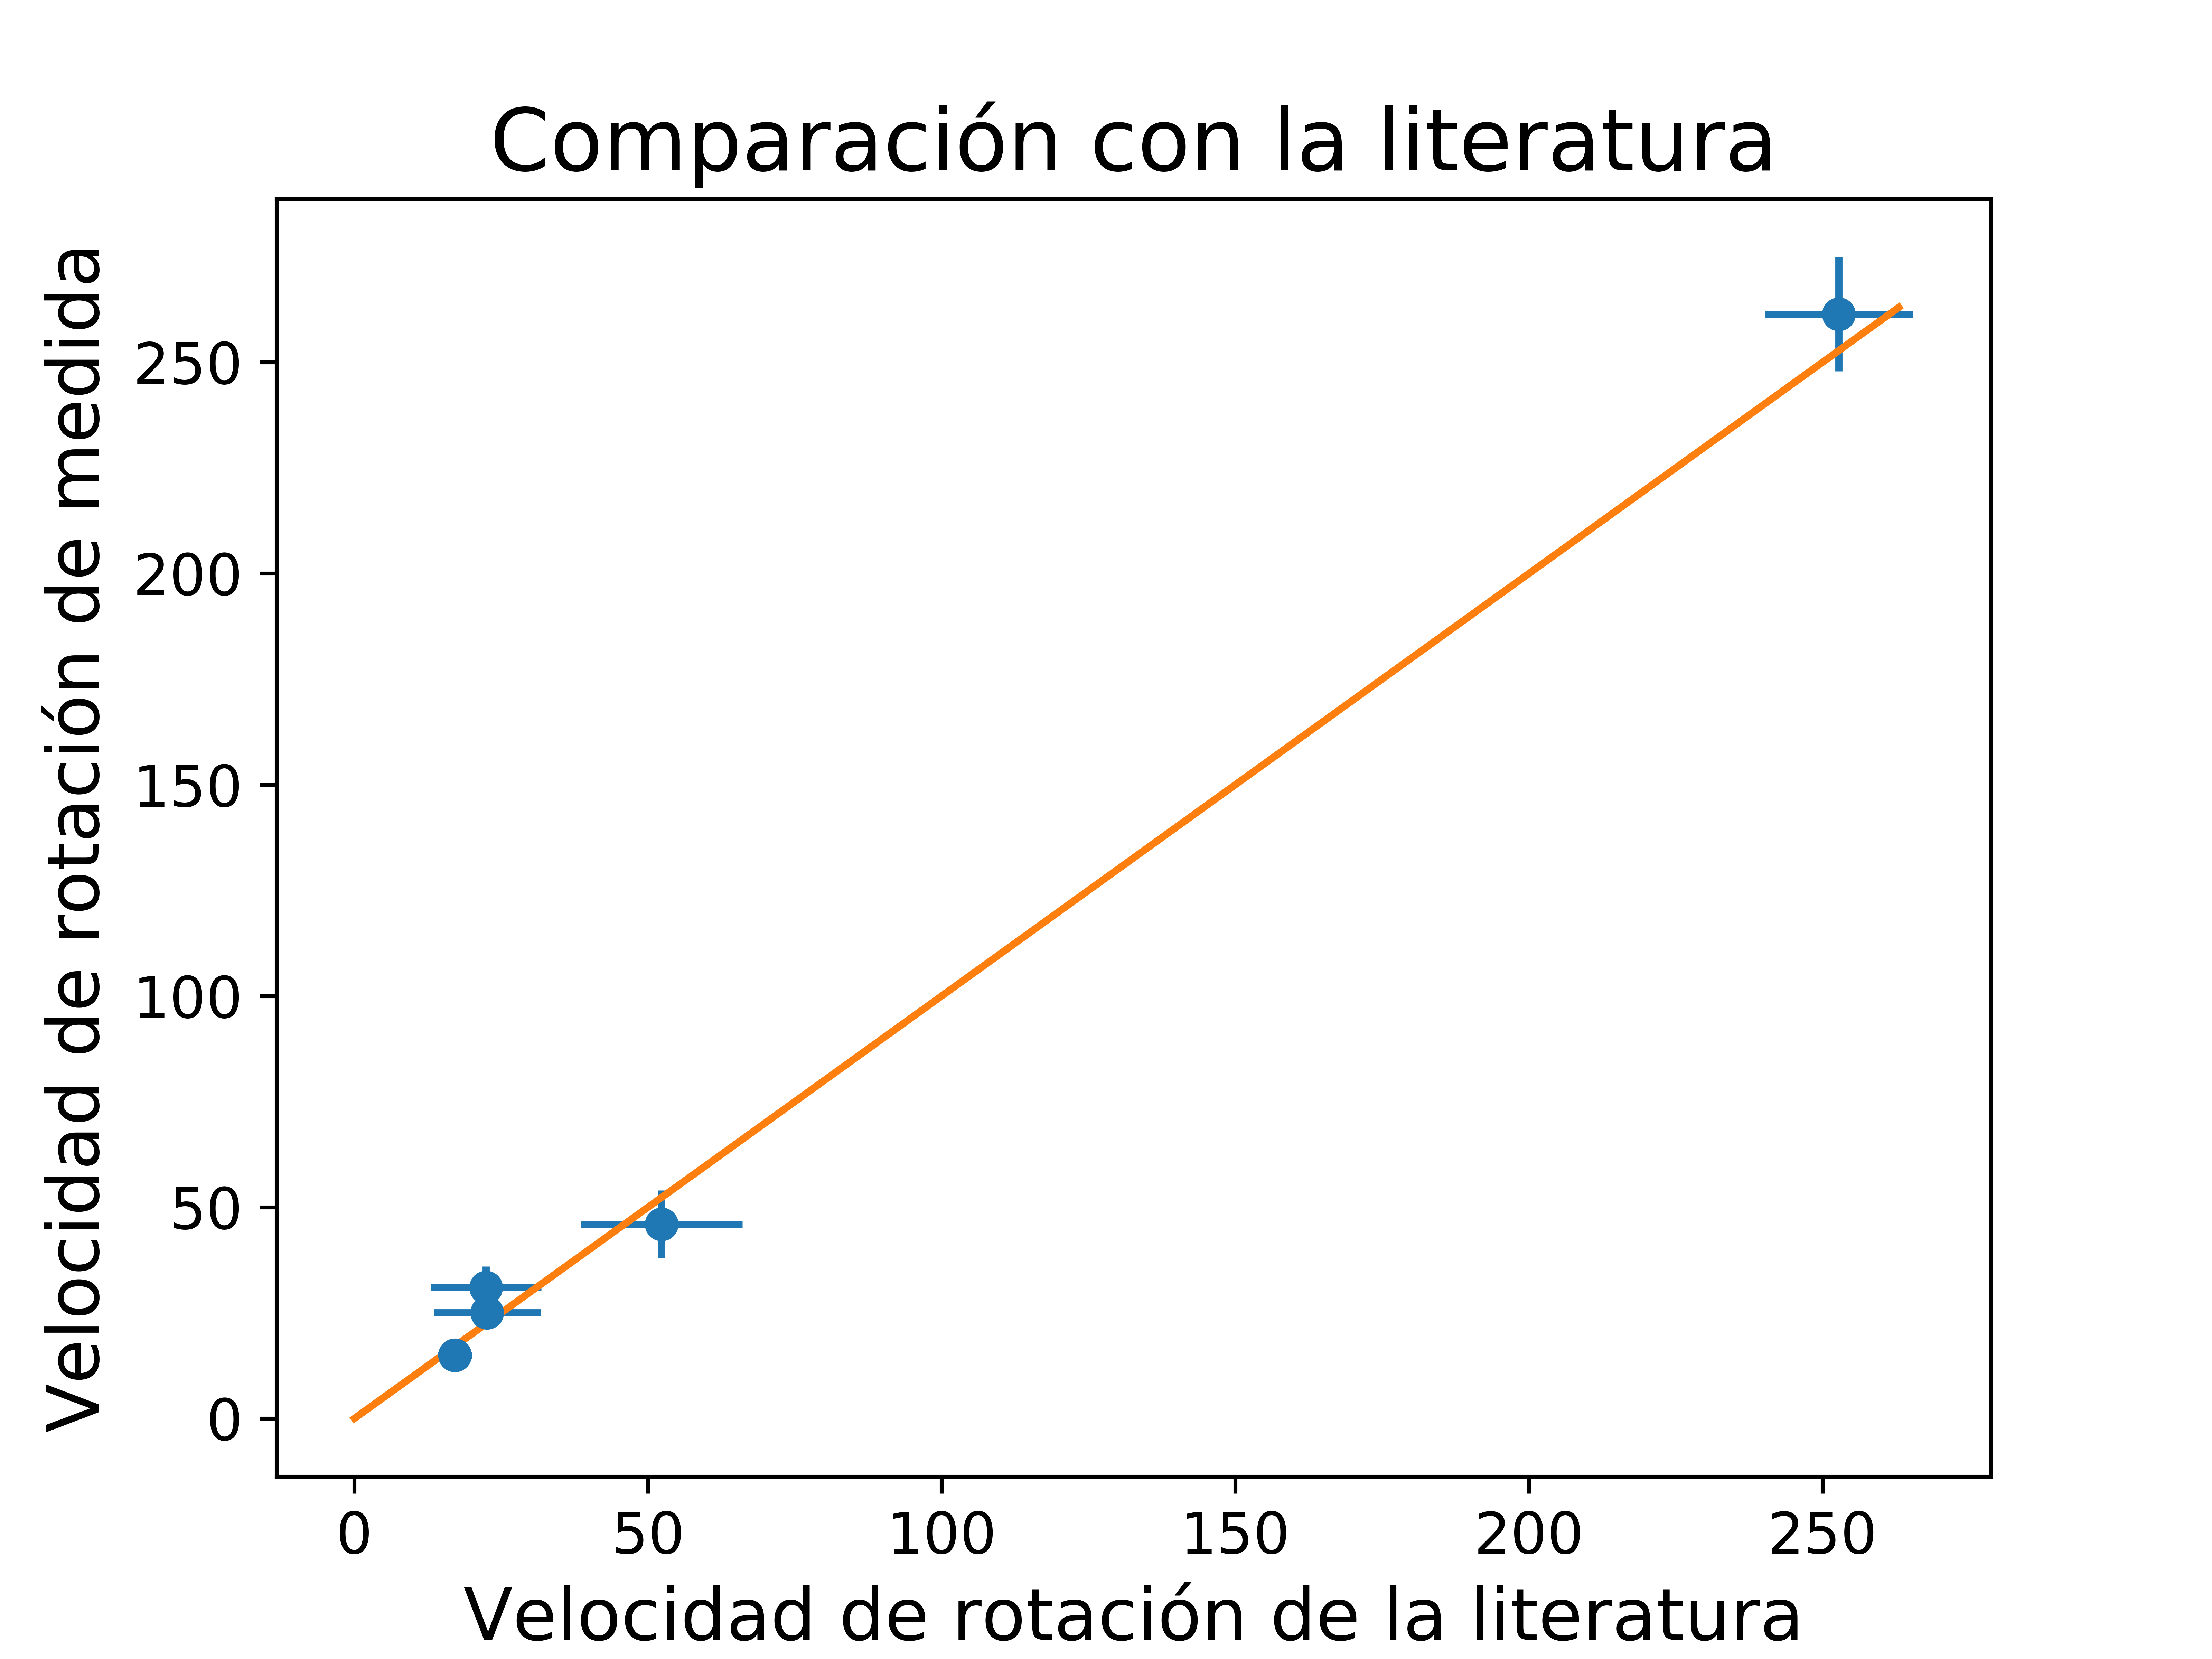 Comparación con la literatura
Velocidad de rotación de medida
250
200
150
100
50
0
0 50 100 150 200 250
Velocidad de rotación de la literatura